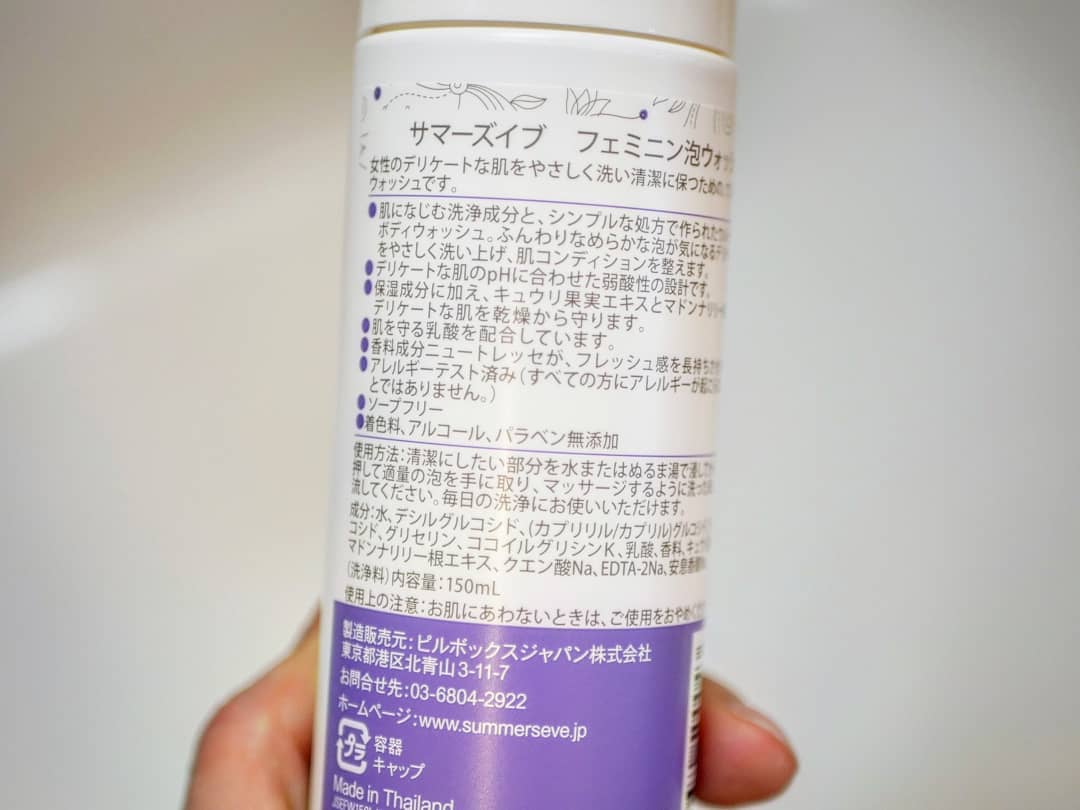 サマーズイブ フェミニン泡ウォッ
女性のデリケートな肌をやさしく洗い清潔に保つための
ウォッシュです。
●肌になじむ洗浄成分と、シンプルな処方で作られた
ボディウォッシュ。ふんわりなめらかな泡が気になるデリ
をやさしく洗い上げ、肌コンディションを整えます。
●デリケートな肌のpHに合わせた弱酸性の設計です。
●保湿成分に加え、キュウリ果実エキスとマドンナリリー
デリケートな肌を乾燥から守ります。
●肌を守る乳酸を配合しています。
●香料成分ニュートレッセが、フレッシュ感を長持ち
●アレルギーテスト済み(すべての方にアレルギーが起こ
とではありません。)
●ソープフリー
●着色料、アルコール、パラベン無添加
使用方法:清潔にしたい部分を水またはぬるま湯で浸し
押して適量の泡を手に取り、マッサージするように洗っ
流してください。毎日の洗浄にお使いいただけます。
成分:水、デシルグルコシド、(カプリリル/カプリル)グルコシド
コシド、グリセリン、ココイルグリシンK、乳酸、香料、キュウ
マドンナリリー根エキス、クエン酸Na、EDTA-2Na、安息香酸
(洗浄料)内容量:150mL
使用上の注意:お肌にあわないときは、ご使用をおやめく
製造販売元:ピルボックスジャパン株式会社
東京都港区北青山3-11-7
お問合せ先:03-6804-2922
ホームページ:www.summerseve.jp
プラ
容器
キャップ
Made in Thailand